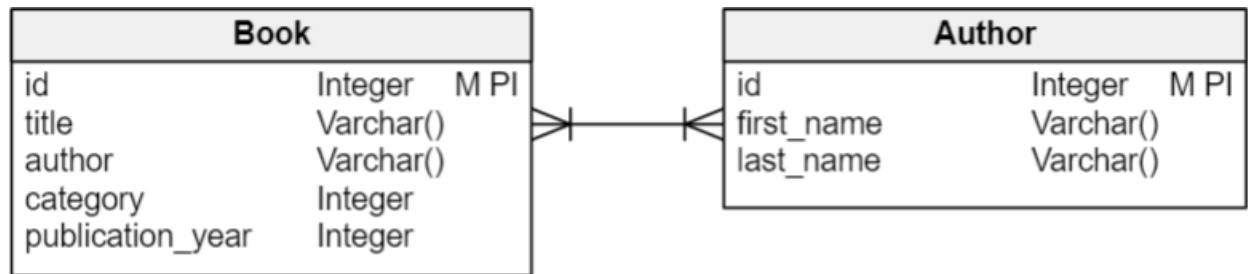 Book
id Integer M PI
title Varchar()
author Varchar()
category Integer
publication_year Integer
Author
id Integer M PI
first_name Varchar()
last_name Varchar()